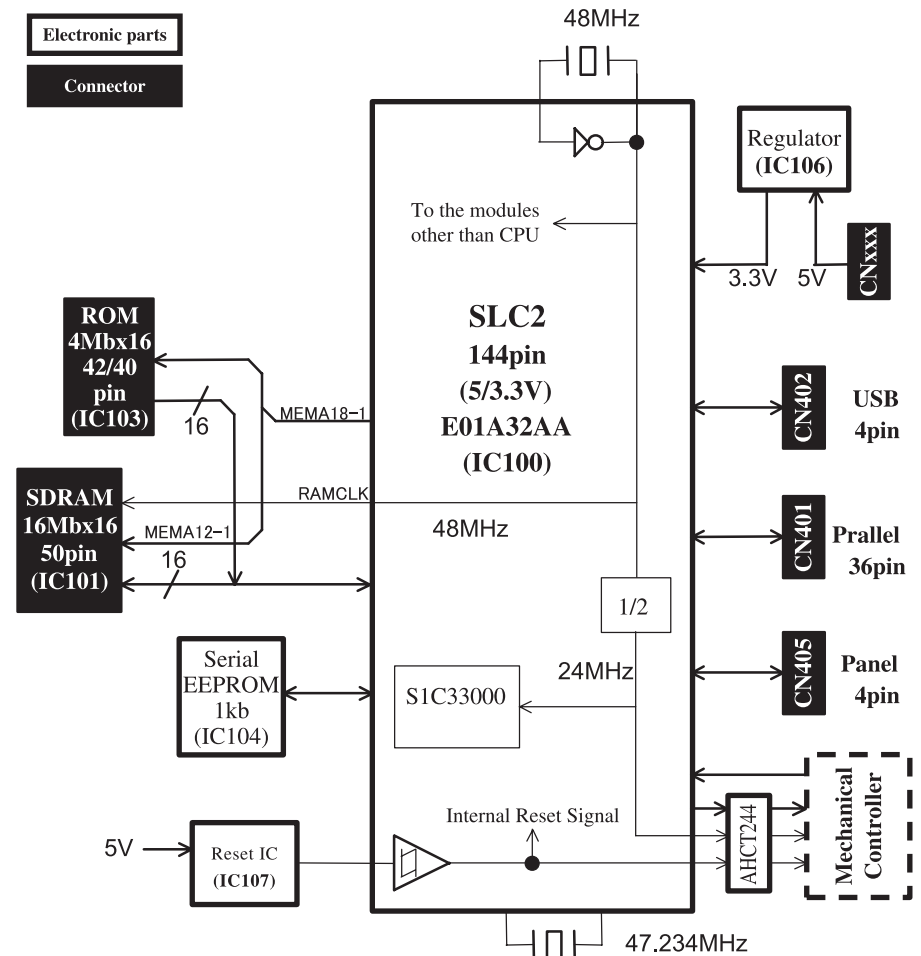 Electronic parts
Connector
48MHz
Regulator
(IC106)
To the modules
other than CPU
3.3V
5V
CNxxx
ROM
4Mbx16
42/40
pin
(IC103)
16
MEMA18-1
SLC2
144pin
(5/3.3V)
E01A32AA
(IC100)
CN402
USB
4pin
SDRAM
16Mbx16
50pin
(IC101)
RAMCLK
48MHz
MEMA12-1
16
CN401
Prallel
36pin
1/2
Serial
EEPROM
1kb
(IC104)
S1C33000
24MHz
CN405
Panel
4pin
5V
Reset IC
(IC107)
Internal Reset Signal
AHCT244
Mechanical
Controller
47.234MHz